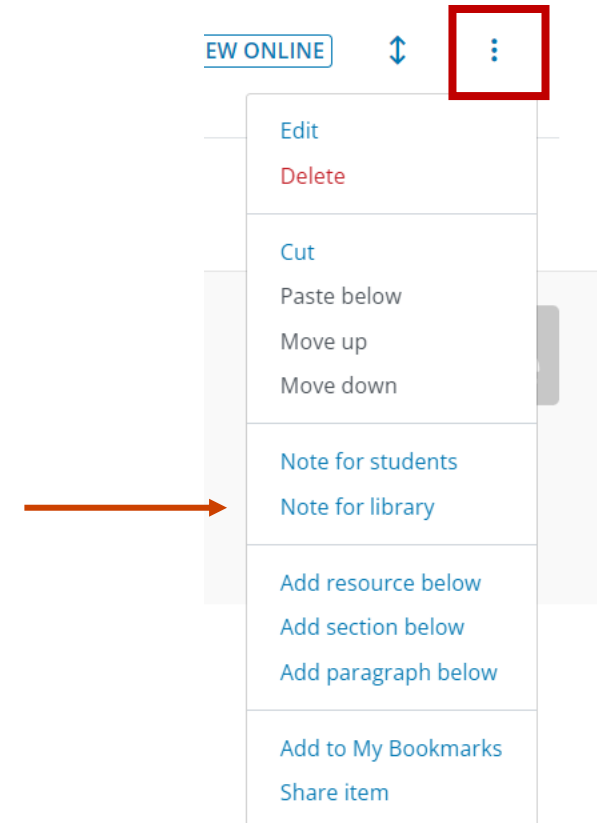 EW ONLINE
Edit
Delete
Cut
Paste below
Move up
Move down
Note for students
Note for library
Add resource below
Add section below
Add paragraph below
Add to My Bookmarks
Share item